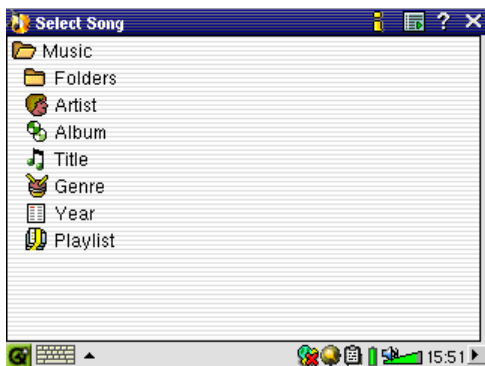 Select Song ?
Music
Folders
Artist
Album
Title
Genre
Year
Playlist
15:51